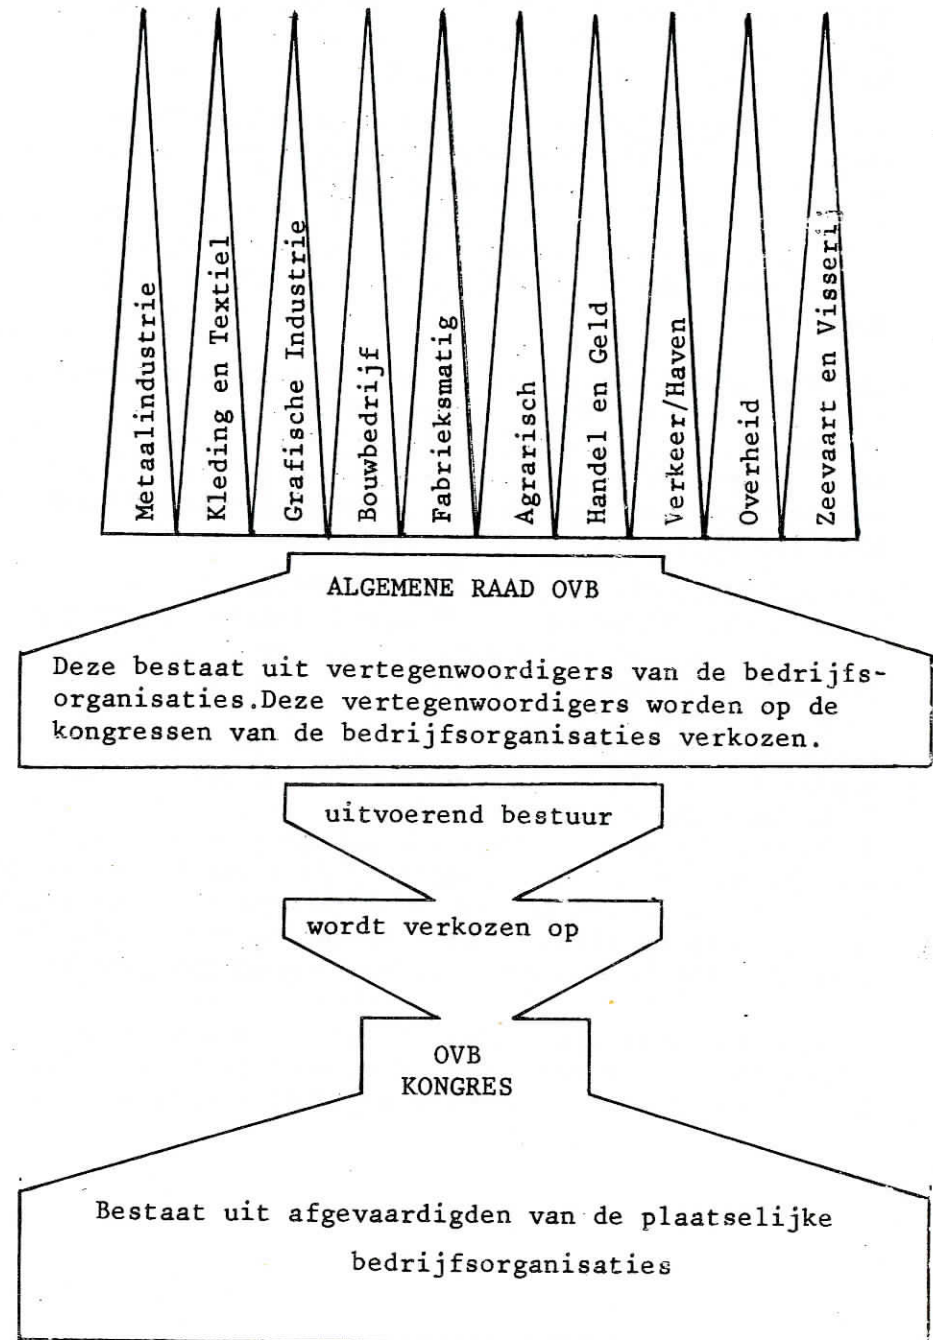 Metaalindustrie
Kleding en Textiel
Grafische Industrie
Bouwbedrijf
Fabrieksmatig
Agrarisch
Handel en Geld
Verkeer/Haven
Overheid
Zeevaart en Visserij
ALGEMENE RAAD OVB
Deze bestaat uit vertegenwoordigers van de bedrijfs-
organisaties.Deze vertegenwoordigers worden op de
kongressen van de bedrijfsorganisaties verkozen.
uitvoerend bestuur
wordt verkozen op
OVB
KONGRES
Bestaat uit afgevaardigden van de plaatselijke
bedrijfsorganisaties